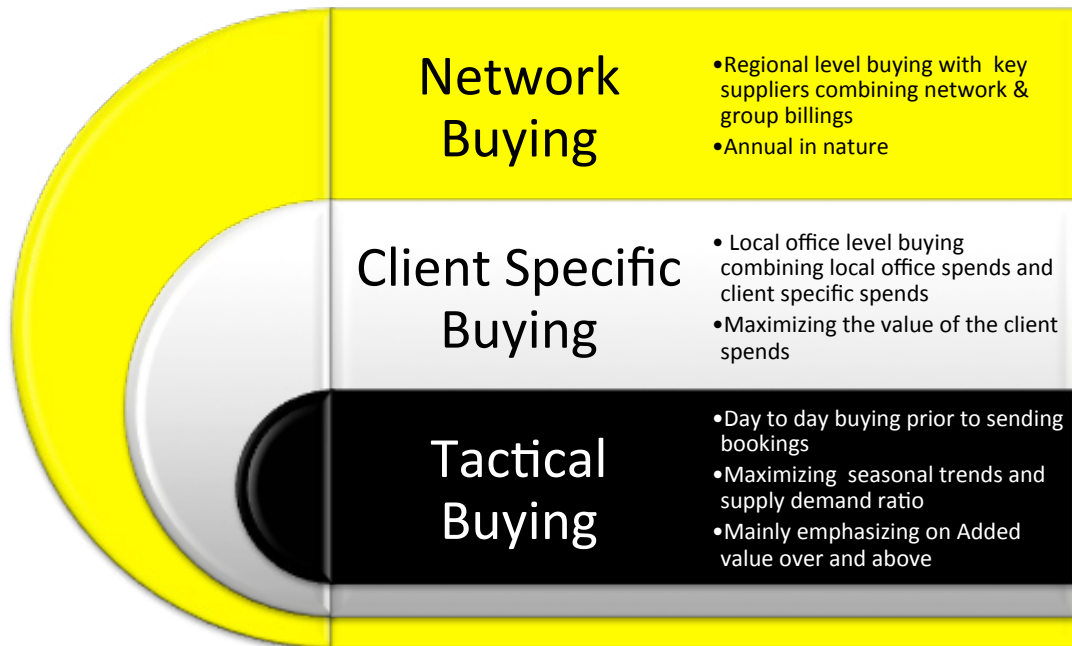 Network
Buying
•Regional level buying with key
suppliers combining network &
group billings
•Annual in nature
Client Specific
Buying
• Local office level buying
combining local office spends and
client specific spends
•Maximizing the value of the client
spends
Tactical
Buying
•Day to day buying prior to sending
bookings
•Maximizing seasonal trends and
supply demand ratio
•Mainly emphasizing on Added
value over and above